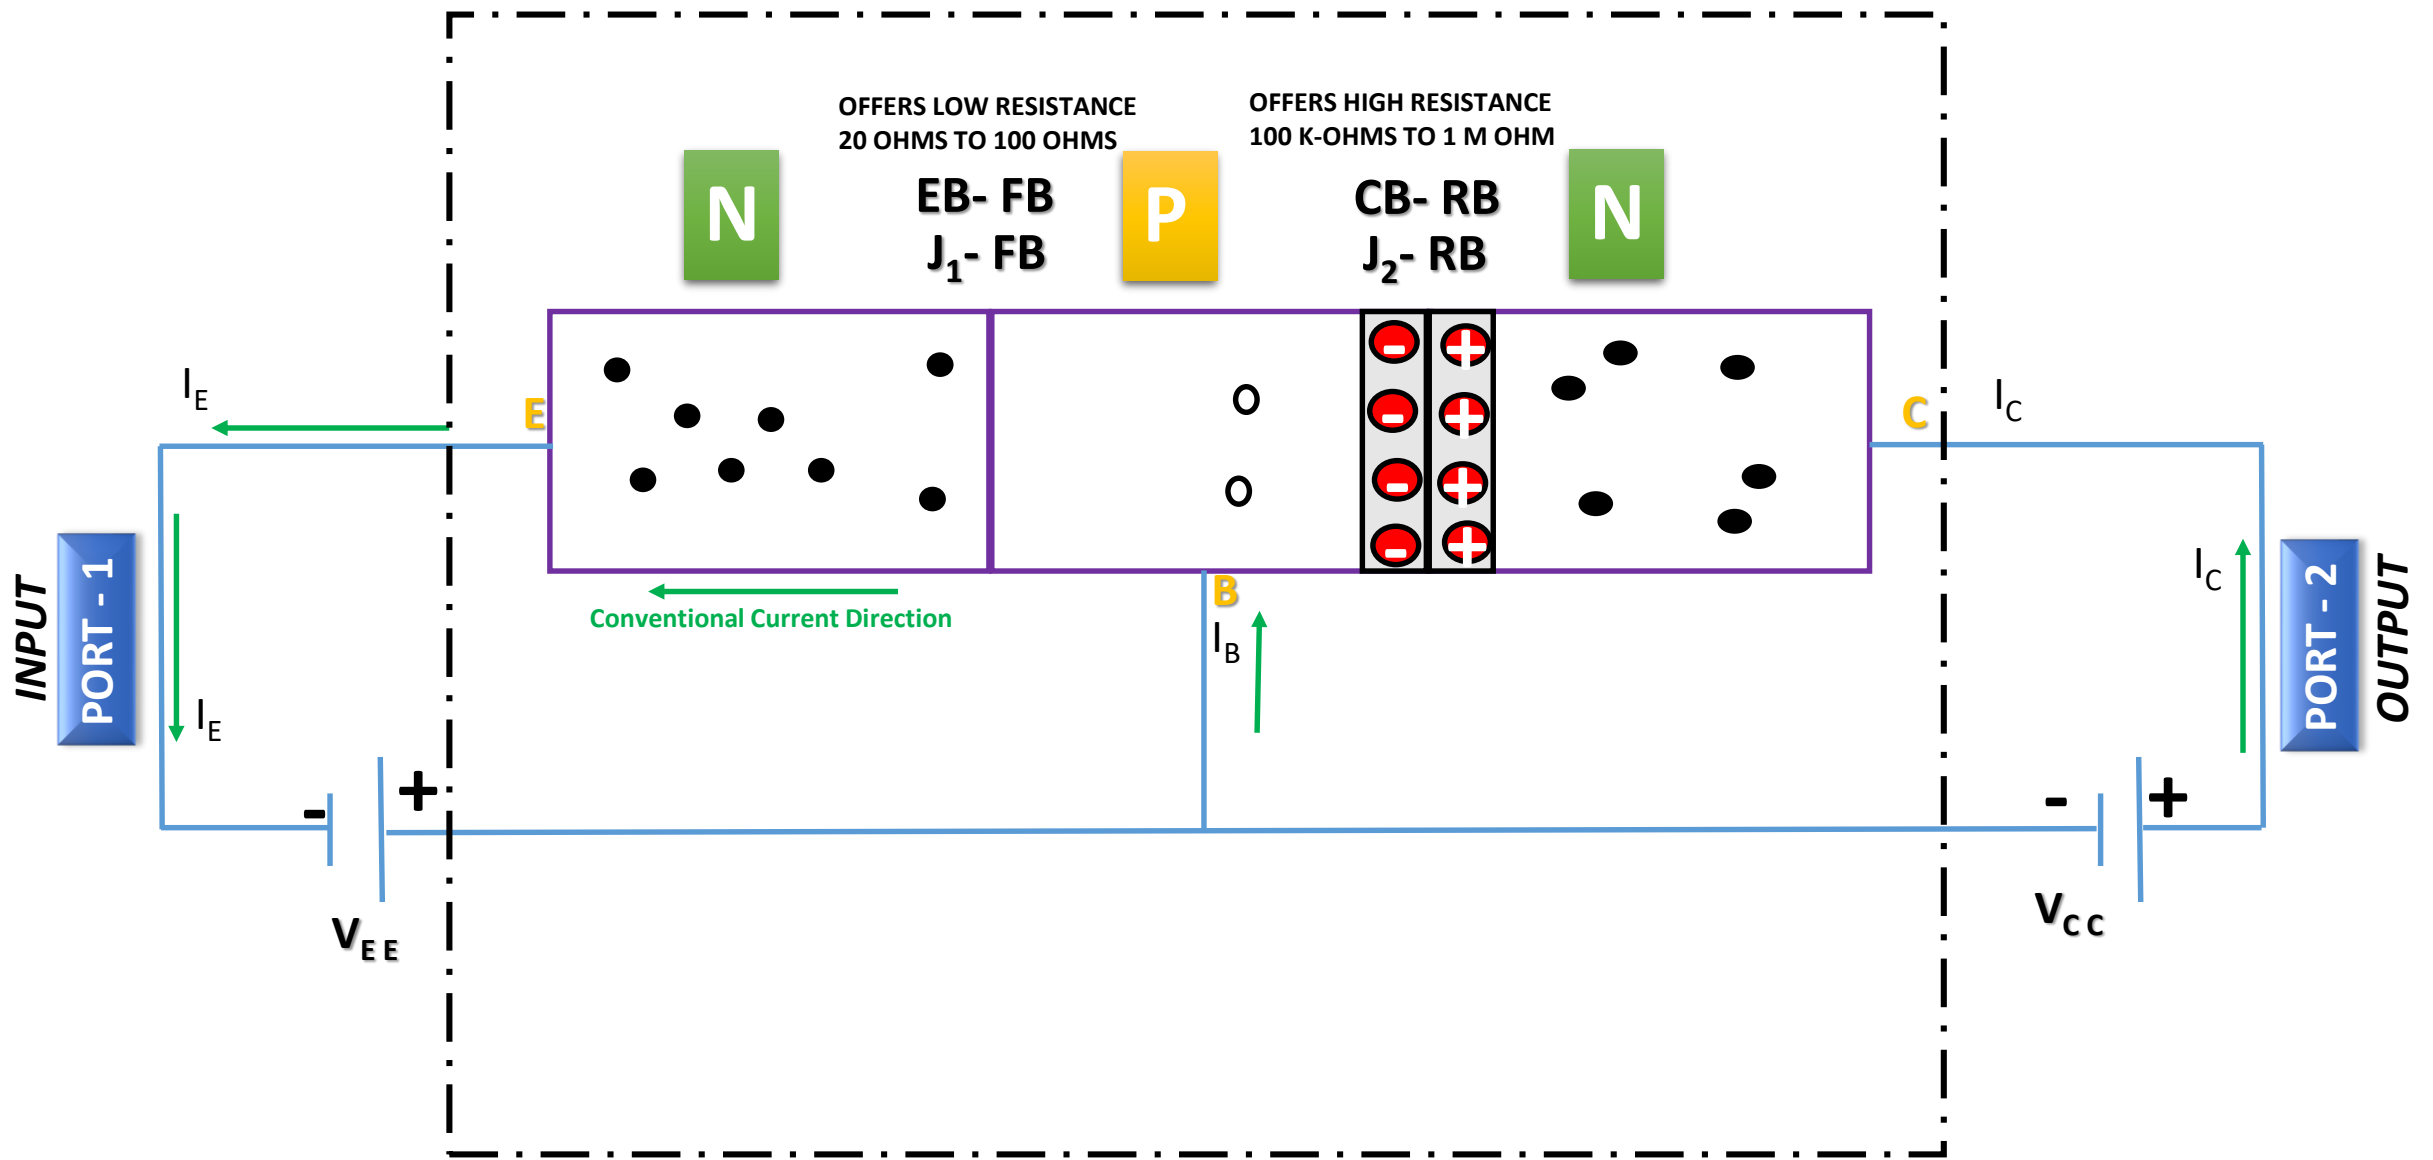 OFFERS LOW RESISTANCE
20 OHMS TO 100 OHMS
OFFERS HIGH RESISTANCE
100 K-OHMS TO 1 M OHM
N
EB- FB
J1- FB
P
CB- RB
J2- RB
N
IE
E
C
IC
- +
- +
- +
- +
INPUT
PORT - 1
IE
Conventional Current Direction
B
IB
IC
PORT - 2
OUTPUT
- +
VEE
- +
VCC